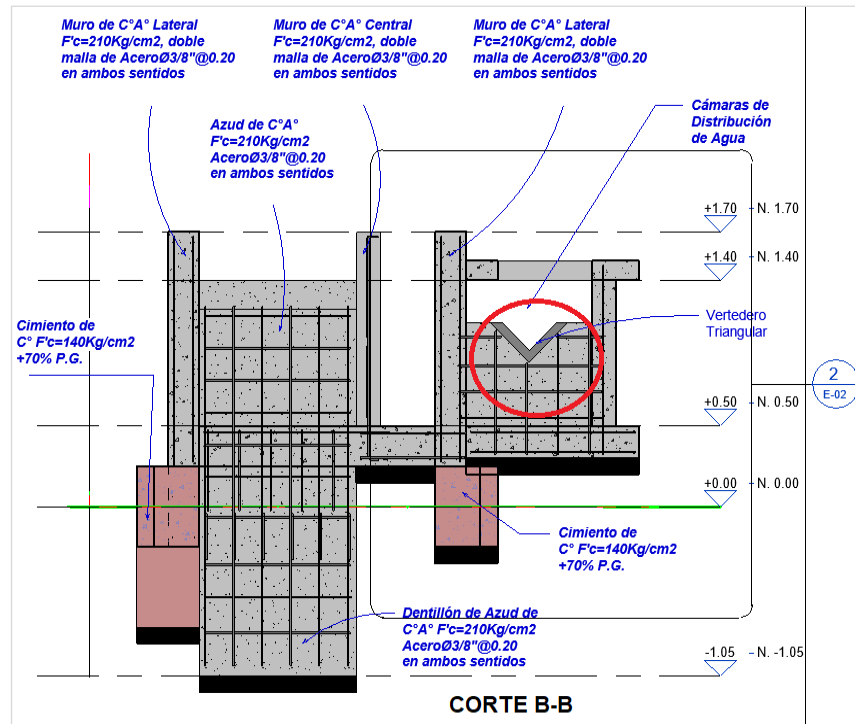 Muro de C°A° Lateral
F'c=210Kg/cm2, doble
malla de AceroØ3/8"@0.20
en ambos sentidos
Muro de C°A° Central
F'c=210Kg/cm2, doble
malla de AceroØ3/8"@0.20
en ambos sentidos
Muro de C°A° Lateral
F'c=210Kg/cm2, doble
malla de AceroØ3/8"@0.20
en ambos sentidos
Azud de C°A°
F'c=210Kg/cm2
AceroØ3/8"@0.20
en ambos sentidos
Cámaras de
Distribución
de Agua
+1.70 N. 1.70
+1.40 N. 1.40
Vertedero
Triangular
Cimiento de
C° F'c=140Kg/cm2
+70% P.G.
2
E-02
+0.50 N. 0.50
+0.00 N. 0.00
Cimiento de
C° F'c=140Kg/cm2
+70% P.G.
Dentillón de Azud de
C°A° F'c=210Kg/cm2
AceroØ3/8"@0.20
en ambos sentidos
-1.05 N. -1.05
CORTE B-B